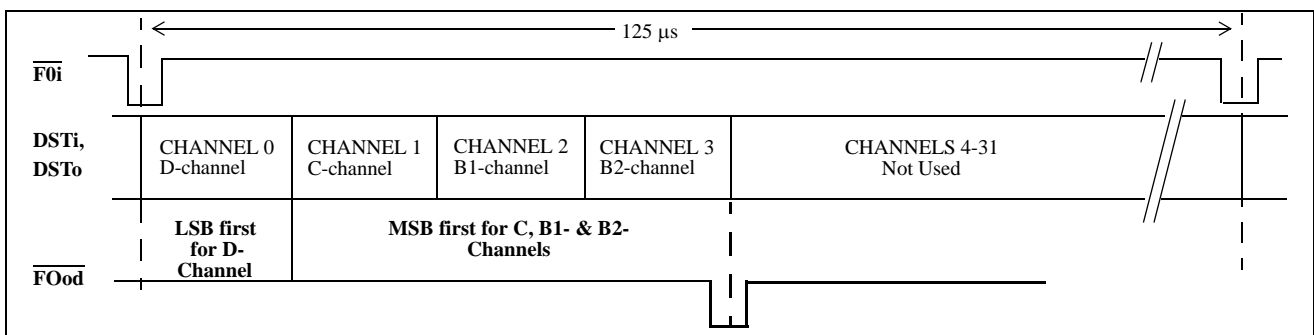 125 µs
F0i
DSTi,
DSTo
CHANNEL 0
D-channel
CHANNEL 1
C-channel
CHANNEL 2
B1-channel
CHANNEL 3
B2-channel
CHANNELS 4-31
Not Used
LSB first
for D-
Channel
MSB first for C, B1- & B2-
Channels
FOod